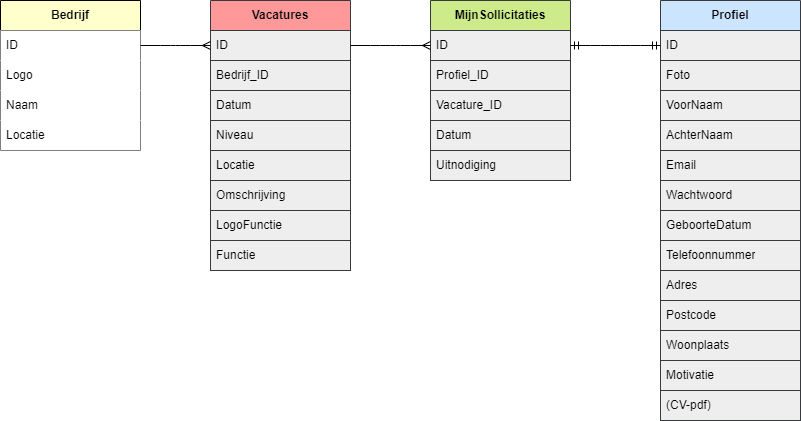 Bedrijf
ID
Logo
Naam
Locatie
Vacatures
ID
Bedrijf_ID
Datum
Niveau
Locatie
Omschrijving
LogoFunctie
Functie
MijnSollicitaties
ID
Profiel_ID
Vacature_ID
Datum
Uitnodiging
Profiel
ID
Foto
VoorNaam
AchterNaam
Email
Wachtwoord
GeboorteDatum
Telefoonnummer
Adres
Postcode
Woonplaats
Motivatie
(CV-pdf)